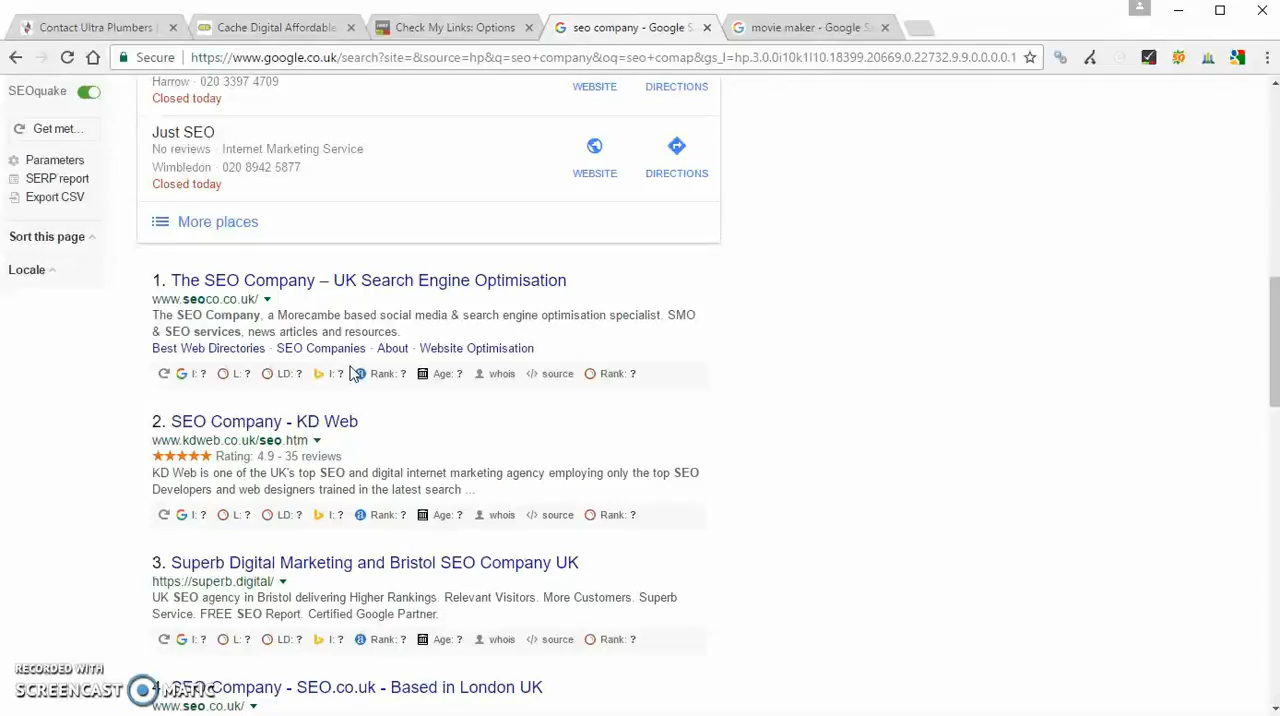 Contact Ultra Plumbers |
Cache Digital Affordable
Check My Links: Options
seo company - Google S
movie maker - Google S
Secure
https://www.google.co.uk/search?site=&source=hp&q=seo+company&oq=seo+comap&gs_l=hp.3.0.0i10k1l10.18399.20669.0.22732.9.9.0.0.0.0.1
SEOquake
Get met...
Parameters
SERP report
Export CSV
Sort this page
Locale
Harrow · 020 3397 4709
Closed today
WEBSITE
DIRECTIONS
Just SEO
No reviews · Internet Marketing Service
Wimbledon · 020 8942 5877
Closed today
WEBSITE
DIRECTIONS
More places
1. The SEO Company – UK Search Engine Optimisation
www.seoco.co.uk/
The SEO Company, a Morecambe based social media & search engine optimisation specialist. SMO
& SEO services, news articles and resources.
Best Web Directories · SEO Companies · About · Website Optimisation
I: ? L: ? LD: ? I: ? Rank: ? Age: ? whois </> source Rank: ?
2. SEO Company - KD Web
www.kdweb.co.uk/seo.htm
★★★★★ Rating: 4.9 - 35 reviews
KD Web is one of the UK's top SEO and digital internet marketing agency employing only the top SEO
Developers and web designers trained in the latest search ...
I: ? L: ? LD: ? I: ? Rank: ? Age: ? whois </> source Rank: ?
3. Superb Digital Marketing and Bristol SEO Company UK
https://superb.digital/
UK SEO agency in Bristol delivering Higher Rankings. Relevant Visitors. More Customers. Superb
Service. FREE SEO Report. Certified Google Partner.
I: ? L: ? LD: ? I: ? Rank: ? Age: ? whois </> source Rank: ?
4. SEO Company - SEO.co.uk - Based in London UK
www.seo.co.uk/
RECORDED WITH
SCREENCAST MATIC